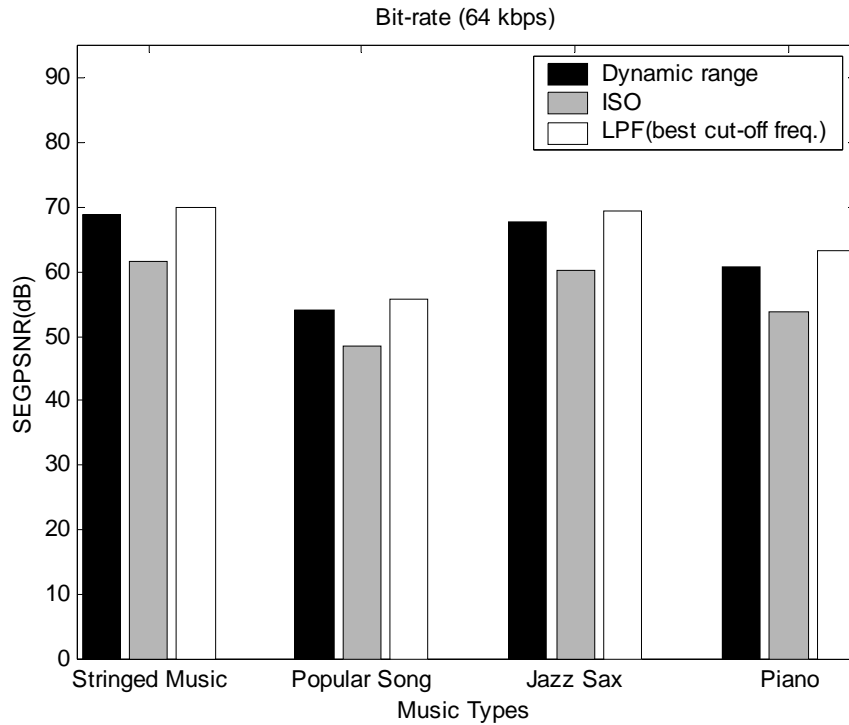 Bit-rate (64 kbps)
Dynamic range
ISO
LPF(best cut-off freq.)
90
80
70
60
50
40
30
20
10
0
SEGPSNR(dB)
Stringed Music Popular Song Jazz Sax Piano
Music Types